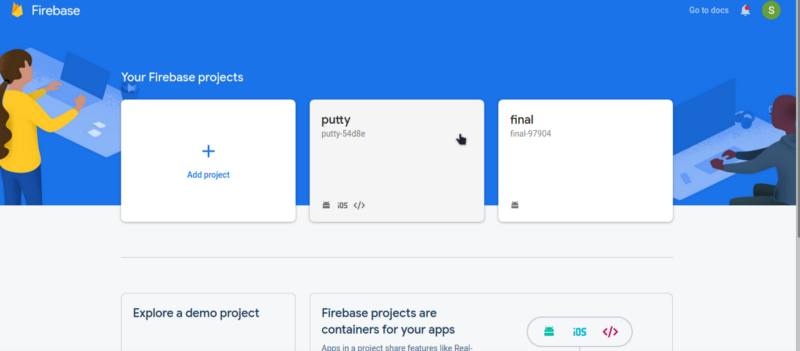 Firebase
Go to docs
S
Your Firebase projects
Add project
putty
putty-54d8e
iOS
final
final-97904
Explore a demo project
Firebase projects are
containers for your apps
Apps in a project share features like Real-
iOS